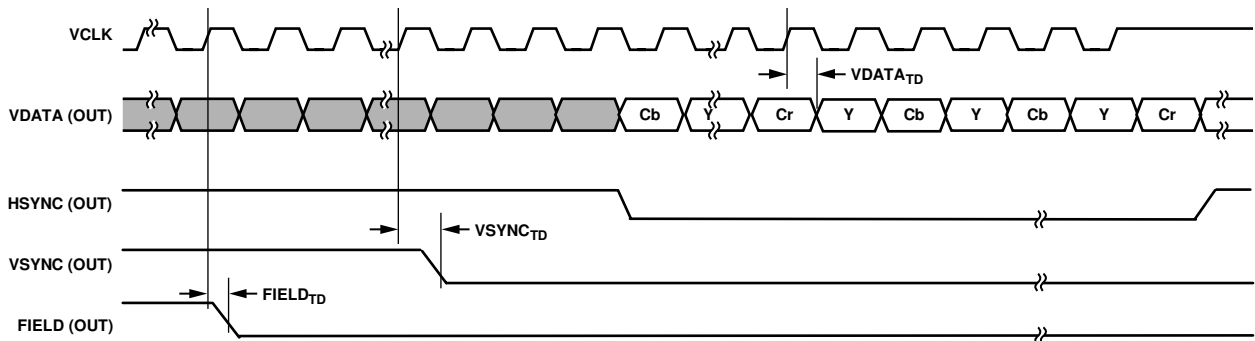 VCLK
VDATA_TD
VDATA (OUT)
Cb Y Cr Y Cb Y Cb Y Cr
HSYNC (OUT)
VSYNC_TD
VSYNC (OUT)
FIELD_TD
FIELD (OUT)